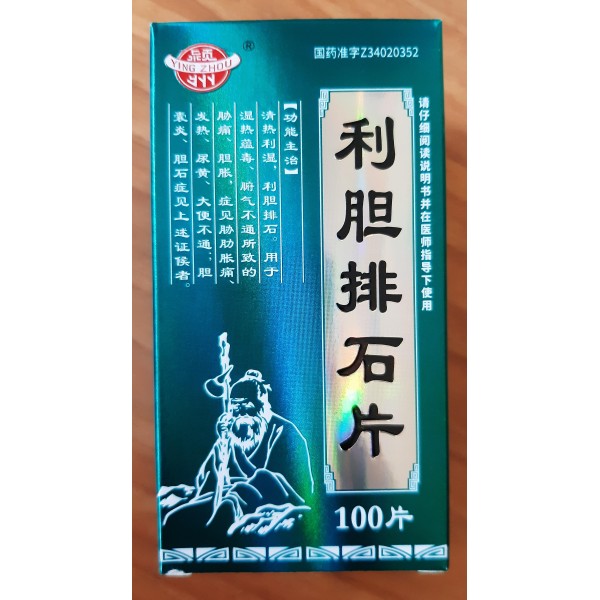 颍州
YING ZHOU
®
国药准字Z34020352
请仔细阅读说明书并在医师指导下使用
利胆排石片
100片
【功能主治】
清热利湿，利胆排石。用于
湿热蕴毒、腑气不通所致的
胁痛、胆胀，症见胁肋胀痛、
发热、尿黄、大便不通；胆
囊炎、胆石症见上述证候者。